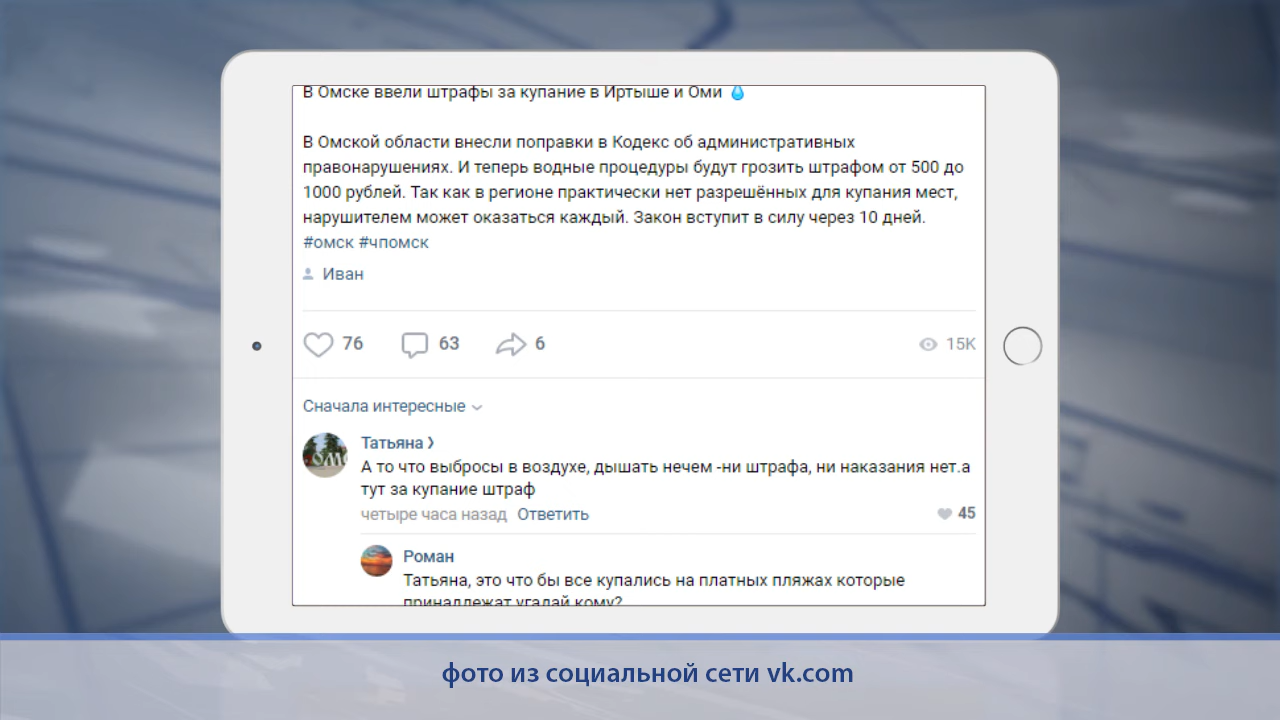 В Омске ввели штрафы за купание в Иртыше и Оми 💧
В Омской области внесли поправки в Кодекс об административных
правонарушениях. И теперь водные процедуры будут грозить штрафом от 500 до
1000 рублей. Так как в регионе практически нет разрешённых для купания мест,
нарушителем может оказаться каждый. Закон вступит в силу через 10 дней.
#омск #чпомск
Иван
76 63 6 15K
Сначала интересные
Татьяна
А то что выбросы в воздухе, дышать нечем -ни штрафа, ни наказания нет.а
тут за купание штраф
четыре часа назад Ответить 45
Роман
Татьяна, это что бы все купались на платных пляжах которые
принадлежат угадай кому?
фото из социальной сети vk.com